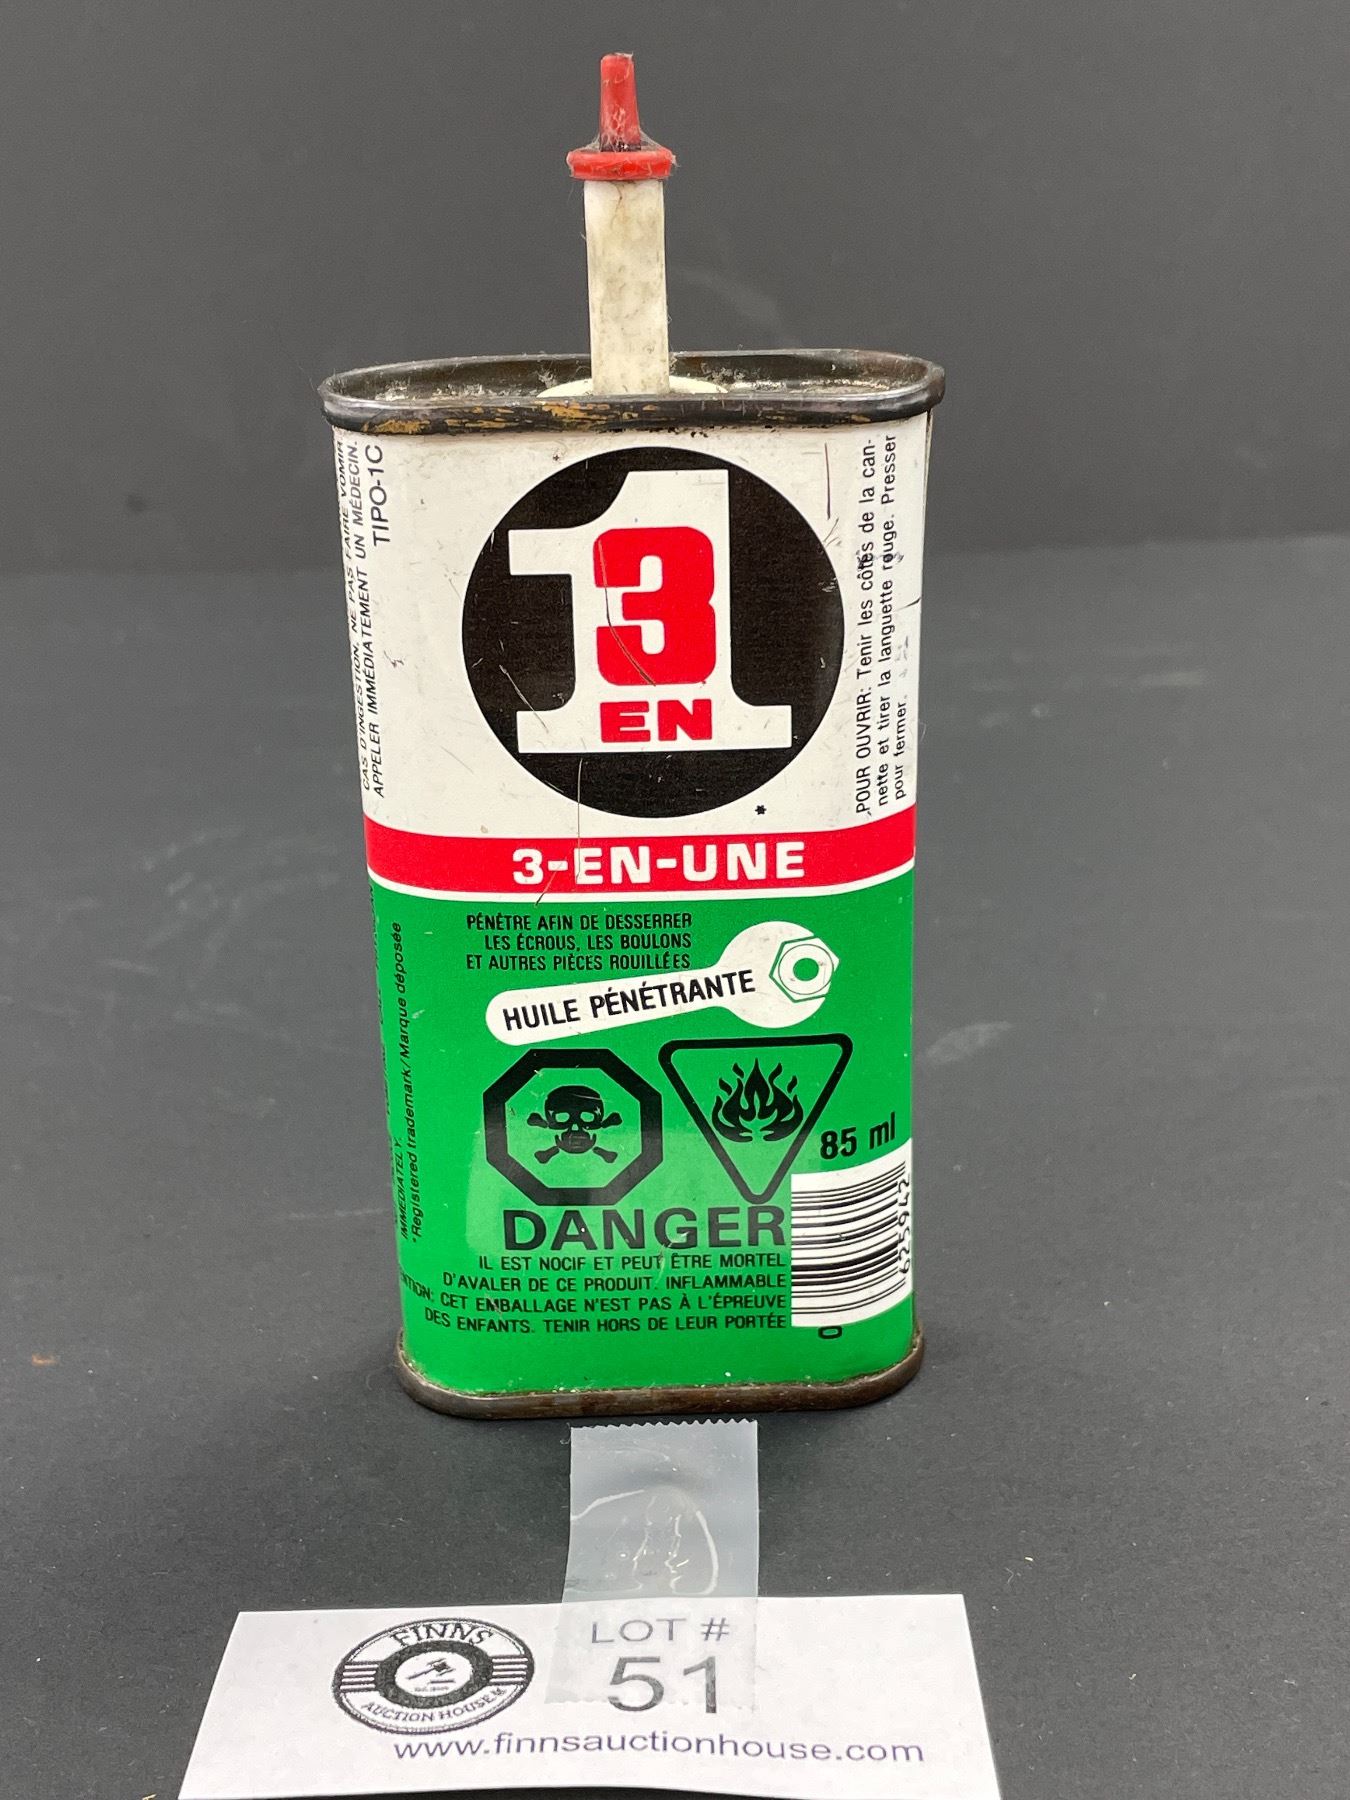 1
3
EN
3-EN-UNE
PÉNÈTRE AFIN DE DESSERRER
LES ÉCROUS, LES BOULONS
ET AUTRES PIÈCES ROUILLÉES
HUILE PÉNÉTRANTE
85 ml
DANGER
IL EST NOCIF ET PEUT ÊTRE MORTEL
D'AVALER DE CE PRODUIT. INFLAMMABLE
CET EMBALLAGE N'EST PAS À L'ÉPREUVE
DES ENFANTS. TENIR HORS DE LEUR PORTÉE
CAS D'INGESTION, NE PAS FAIRE VOMIR
APPELER IMMÉDIATEMENT UN MÉDECIN.
TIPO-1C
POUR OUVRIR: Tenir les côtés de la can-
nette et tirer la languette rouge. Presser
pour fermer.
IMMEDIATELY.
*Registered trademark/Marque déposée
0
625942
LOT #
51
FINNS
AUCTION HOUSE
www.finnsauctionhouse.com